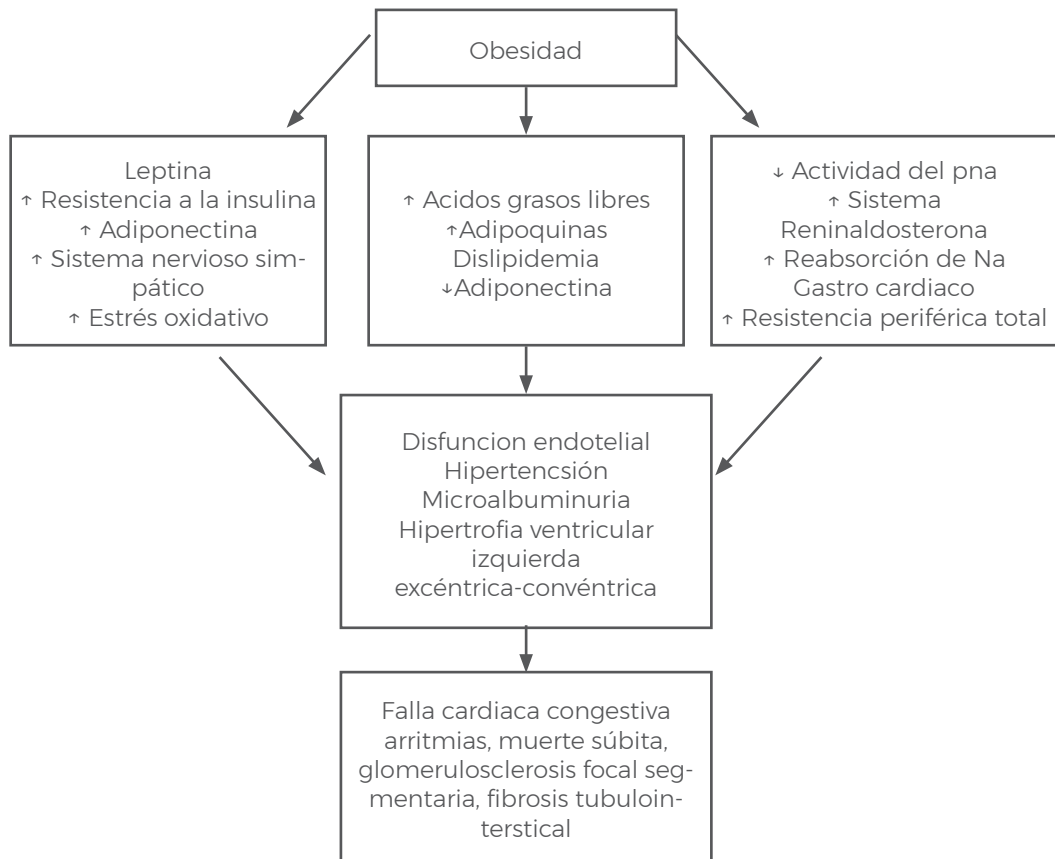 Obesidad
Leptina
↑ Resistencia a la insulina
↑ Adiponectina
↑ Sistema nervioso sim-
pático
↑ Estrés oxidativo
↑ Acidos grasos libres
↑Adipoquinas
Dislipidemia
↓Adiponectina
↓ Actividad del pna
↑ Sistema
Reninaldosterona
↑ Reabsorción de Na
Gastro cardiaco
↑ Resistencia periférica total
Disfuncion endotelial
Hipertencsión
Microalbuminuria
Hipertrofia ventricular
izquierda
excéntrica-convéntrica
Falla cardiaca congestiva
arritmias, muerte súbita,
glomerulosclerosis focal seg-
mentaria, fibrosis tubuloin-
terstical